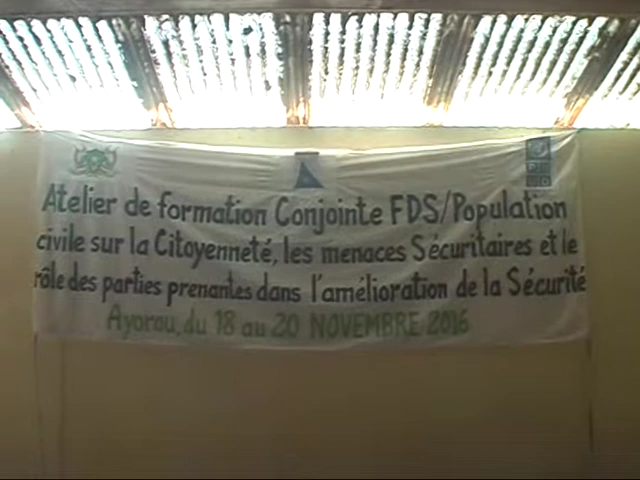 Atelier de formation Conjointe FDS/Population
civile sur la Citoyenneté, les menaces Sécuritaires et le
rôle des parties prenantes dans l'amélioration de la Sécurité
Ayorou, du 18 au 20 NOVEMBRE 2016